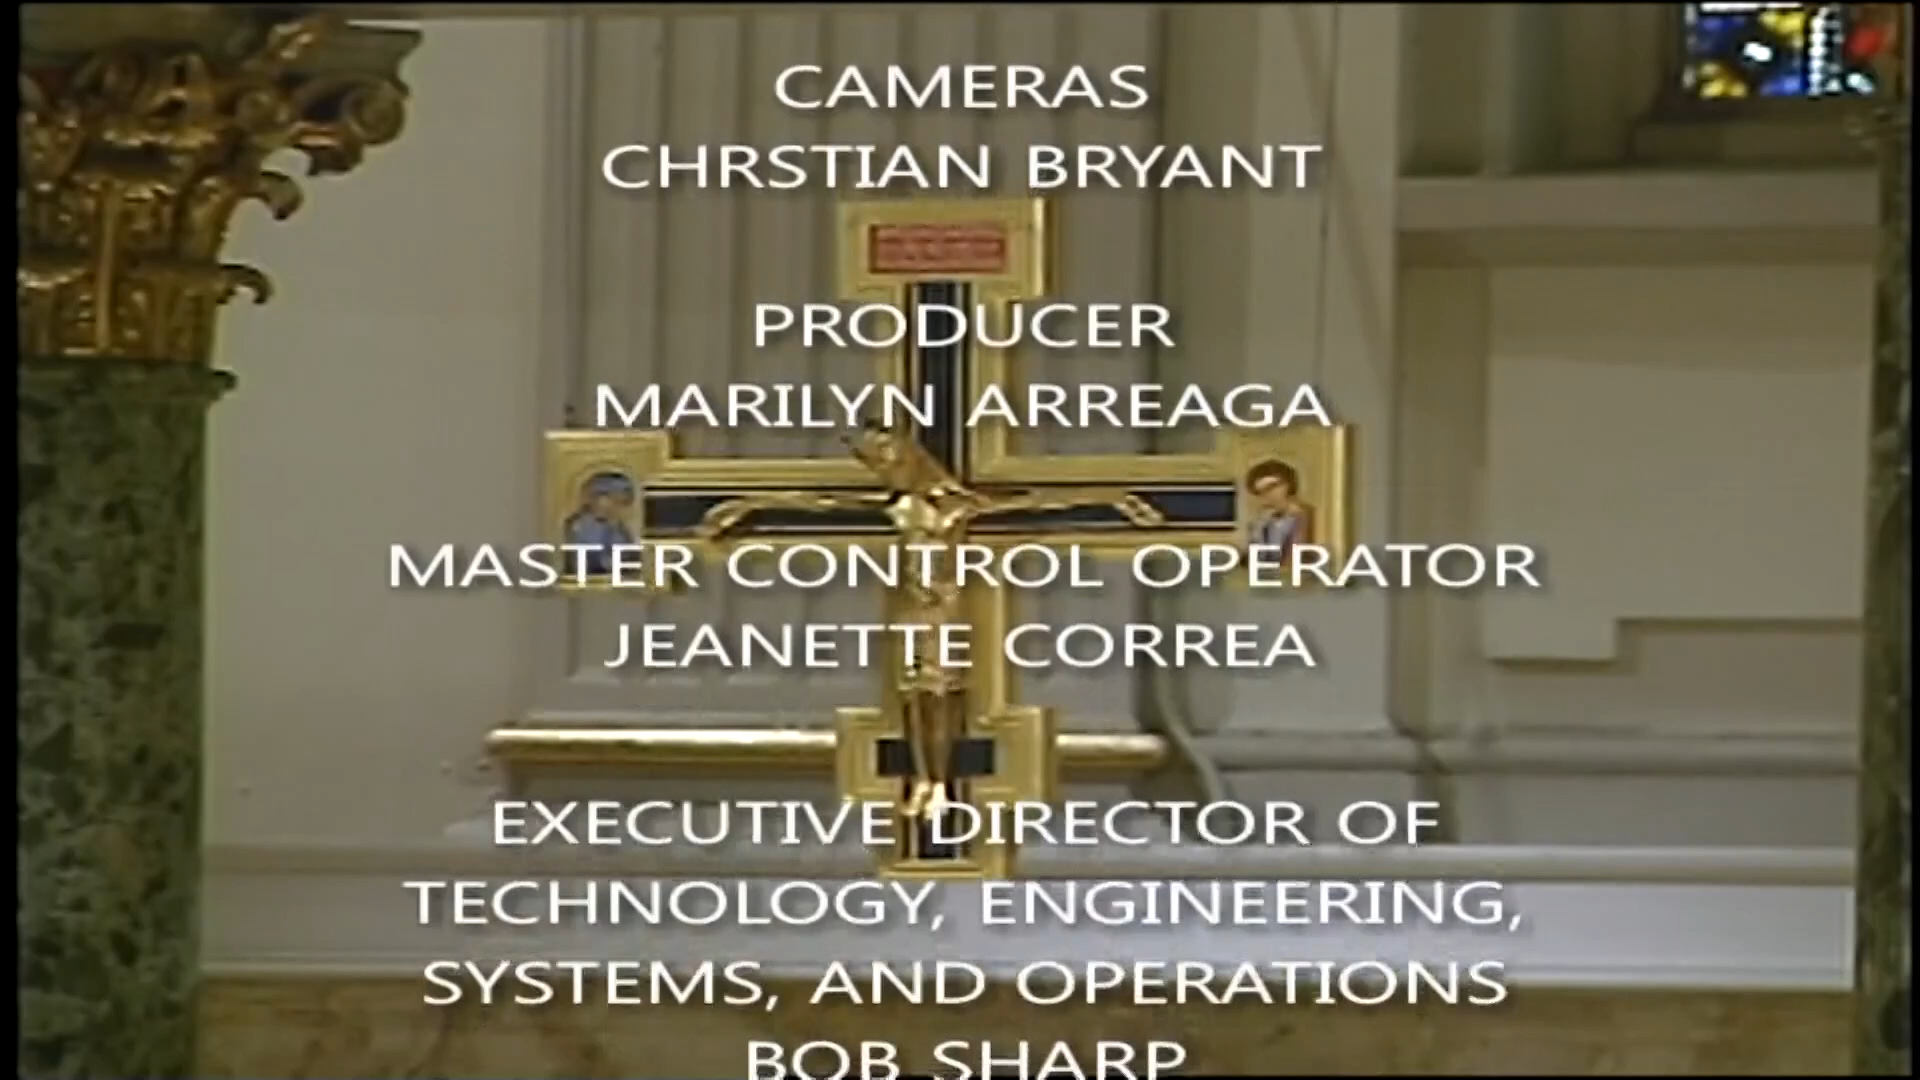 CAMERAS
CHRSTIAN BRYANT
PRODUCER
MARILYN ARREAGA
MASTER CONTROL OPERATOR
JEANETTE CORREA
EXECUTIVE DIRECTOR OF
TECHNOLOGY, ENGINEERING,
SYSTEMS, AND OPERATIONS
BOB SHARP